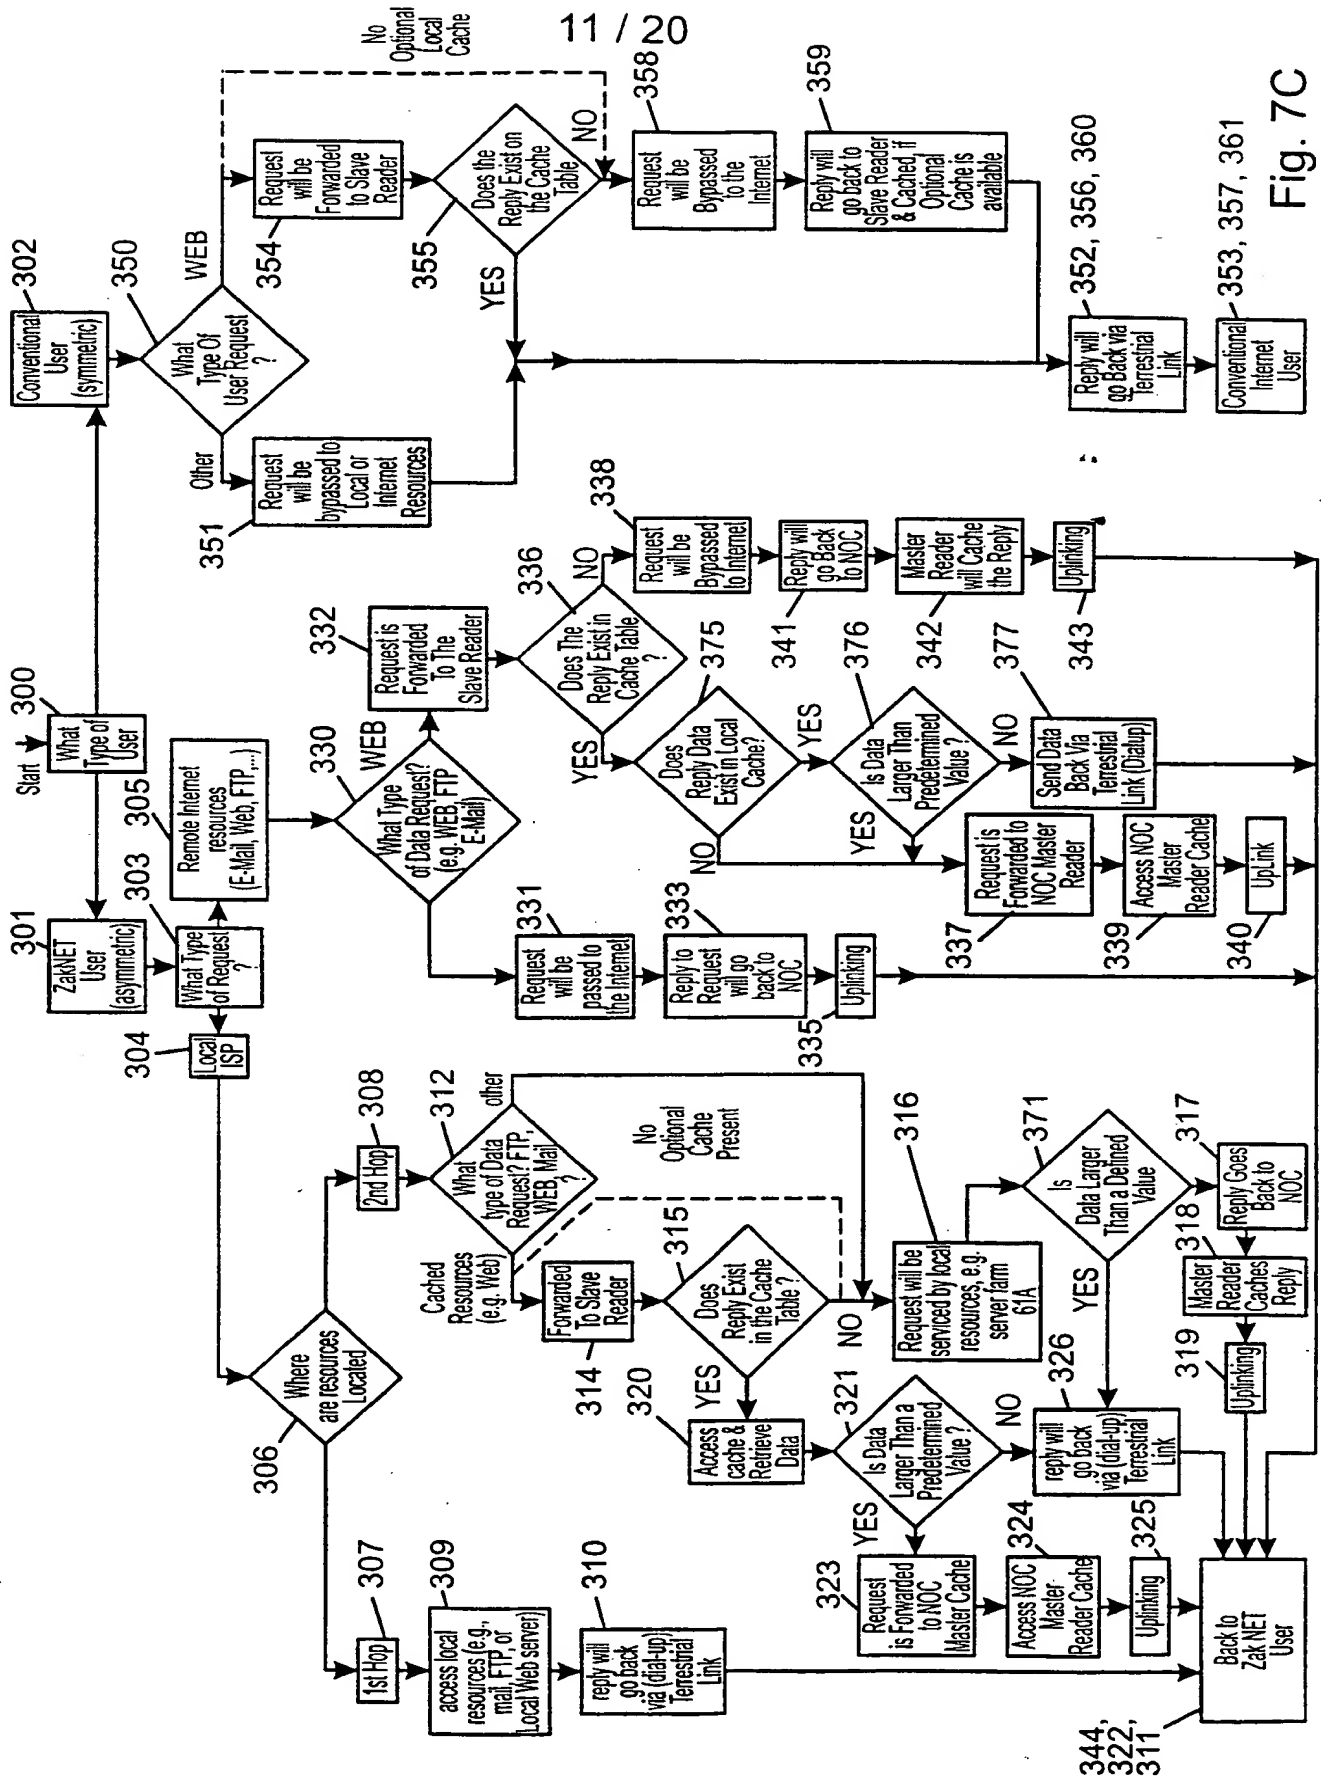 11 / 20
Start
What
Type of
User
300
ZakNET
User
(asymmetric)
301
Conventional
User
(symmetric)
302
What Type
of Request
?
303
Local
ISP
304
Remote Internet
resources
(E-Mail, Web, FTP,...)
305
Where
are resources
Located
306
1st Hop
307
access local
resources (e.g.,
mail, FTP, or
Local Web server)
309
reply will
go back
via (dial-up)
Terrestrial
Link
310
2nd Hop
308
What
type of Data
Request? FTP,
WEB, Mail
?
312
other
Cached
Resources
(e.g. Web)
No
Optional
Cache
Present
Forwarded
To Slave
Reader
314
Does
Reply Exist
in the Cache
Table ?
315
YES
NO
Access
cache &
Retrieve
Data
320
Is Data
Larger Than a
Predetermined
Value ?
321
YES
NO
Request
is Forwarded
to NOC
Master Cache
323
Access NOC
Master
Reader Cache
324
Uplinking
325
reply will
go back
via (dial-up)
Terrestrial
Link
326
Request will be
serviced by local
resources, e.g.
server farm
61A
316
Is
Data Larger
Than a Defined
Value
371
YES
Reply Goes
Back to
NOC
317
Master
Reader
Caches
Reply
318
Uplinking
319
Back to
Zak NET
User
344,
322,
311
What Type
of Data Request?
(e.g. WEB, FTP
E-Mail)
330
WEB
Request
will be
passed to
the Internet
331
Reply to
Request
will go
back to
NOC
333
Uplinking
335
Request is
Forwarded
To The
Slave Reader
332
Does The
Reply Exist in
Cache Table
?
336
YES
NO
Does
Reply Data
Exist in Local
Cache?
375
NO
YES
Is Data
Larger Than
Predetermined
Value ?
376
YES
NO
Send Data
Back Via
Terrestrial
Link (Dialup)
377
Request is
Forwarded to
NOC Master
Reader
337
Access NOC
Master
Reader Cache
339
UpLink
340
Request
will be
Bypassed
to Internet
338
Reply will
go Back
to NOC
341
Master
Reader
will Cache
the Reply
342
Uplinking
343
What
Type Of
User Request
?
350
Other
WEB
Request
will be
bypassed to
Local or
Internet
Resources
351
Request
will be
Forwarded
to Slave
Reader
354
No
Optional
Local
Cache
Does the
Reply Exist on
the Cache
Table
355
YES
NO
Request
will be
Bypassed
to the
Internet
358
Reply will
go back to
Slave Reader
& Cached, if
Optional
Cache is
available
359
Reply will
go Back via
Terrestrial
Link
352, 356, 360
Conventional
Internet
User
353, 357, 361
Fig. 7C